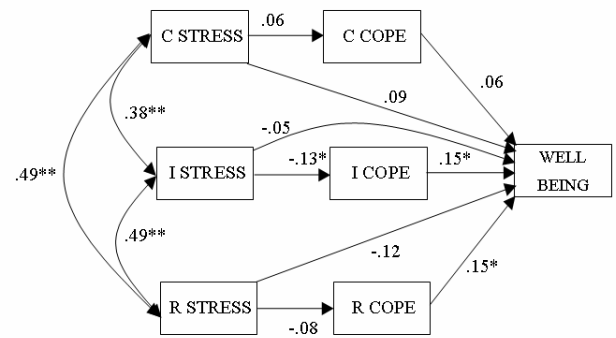 .06
C STRESS
C COPE
.06
.09
.38**
-.05
WELL
BEING
.49**
I STRESS
-.13*
I COPE
.15*
.49**
-.12
.15*
R STRESS
-.08
R COPE